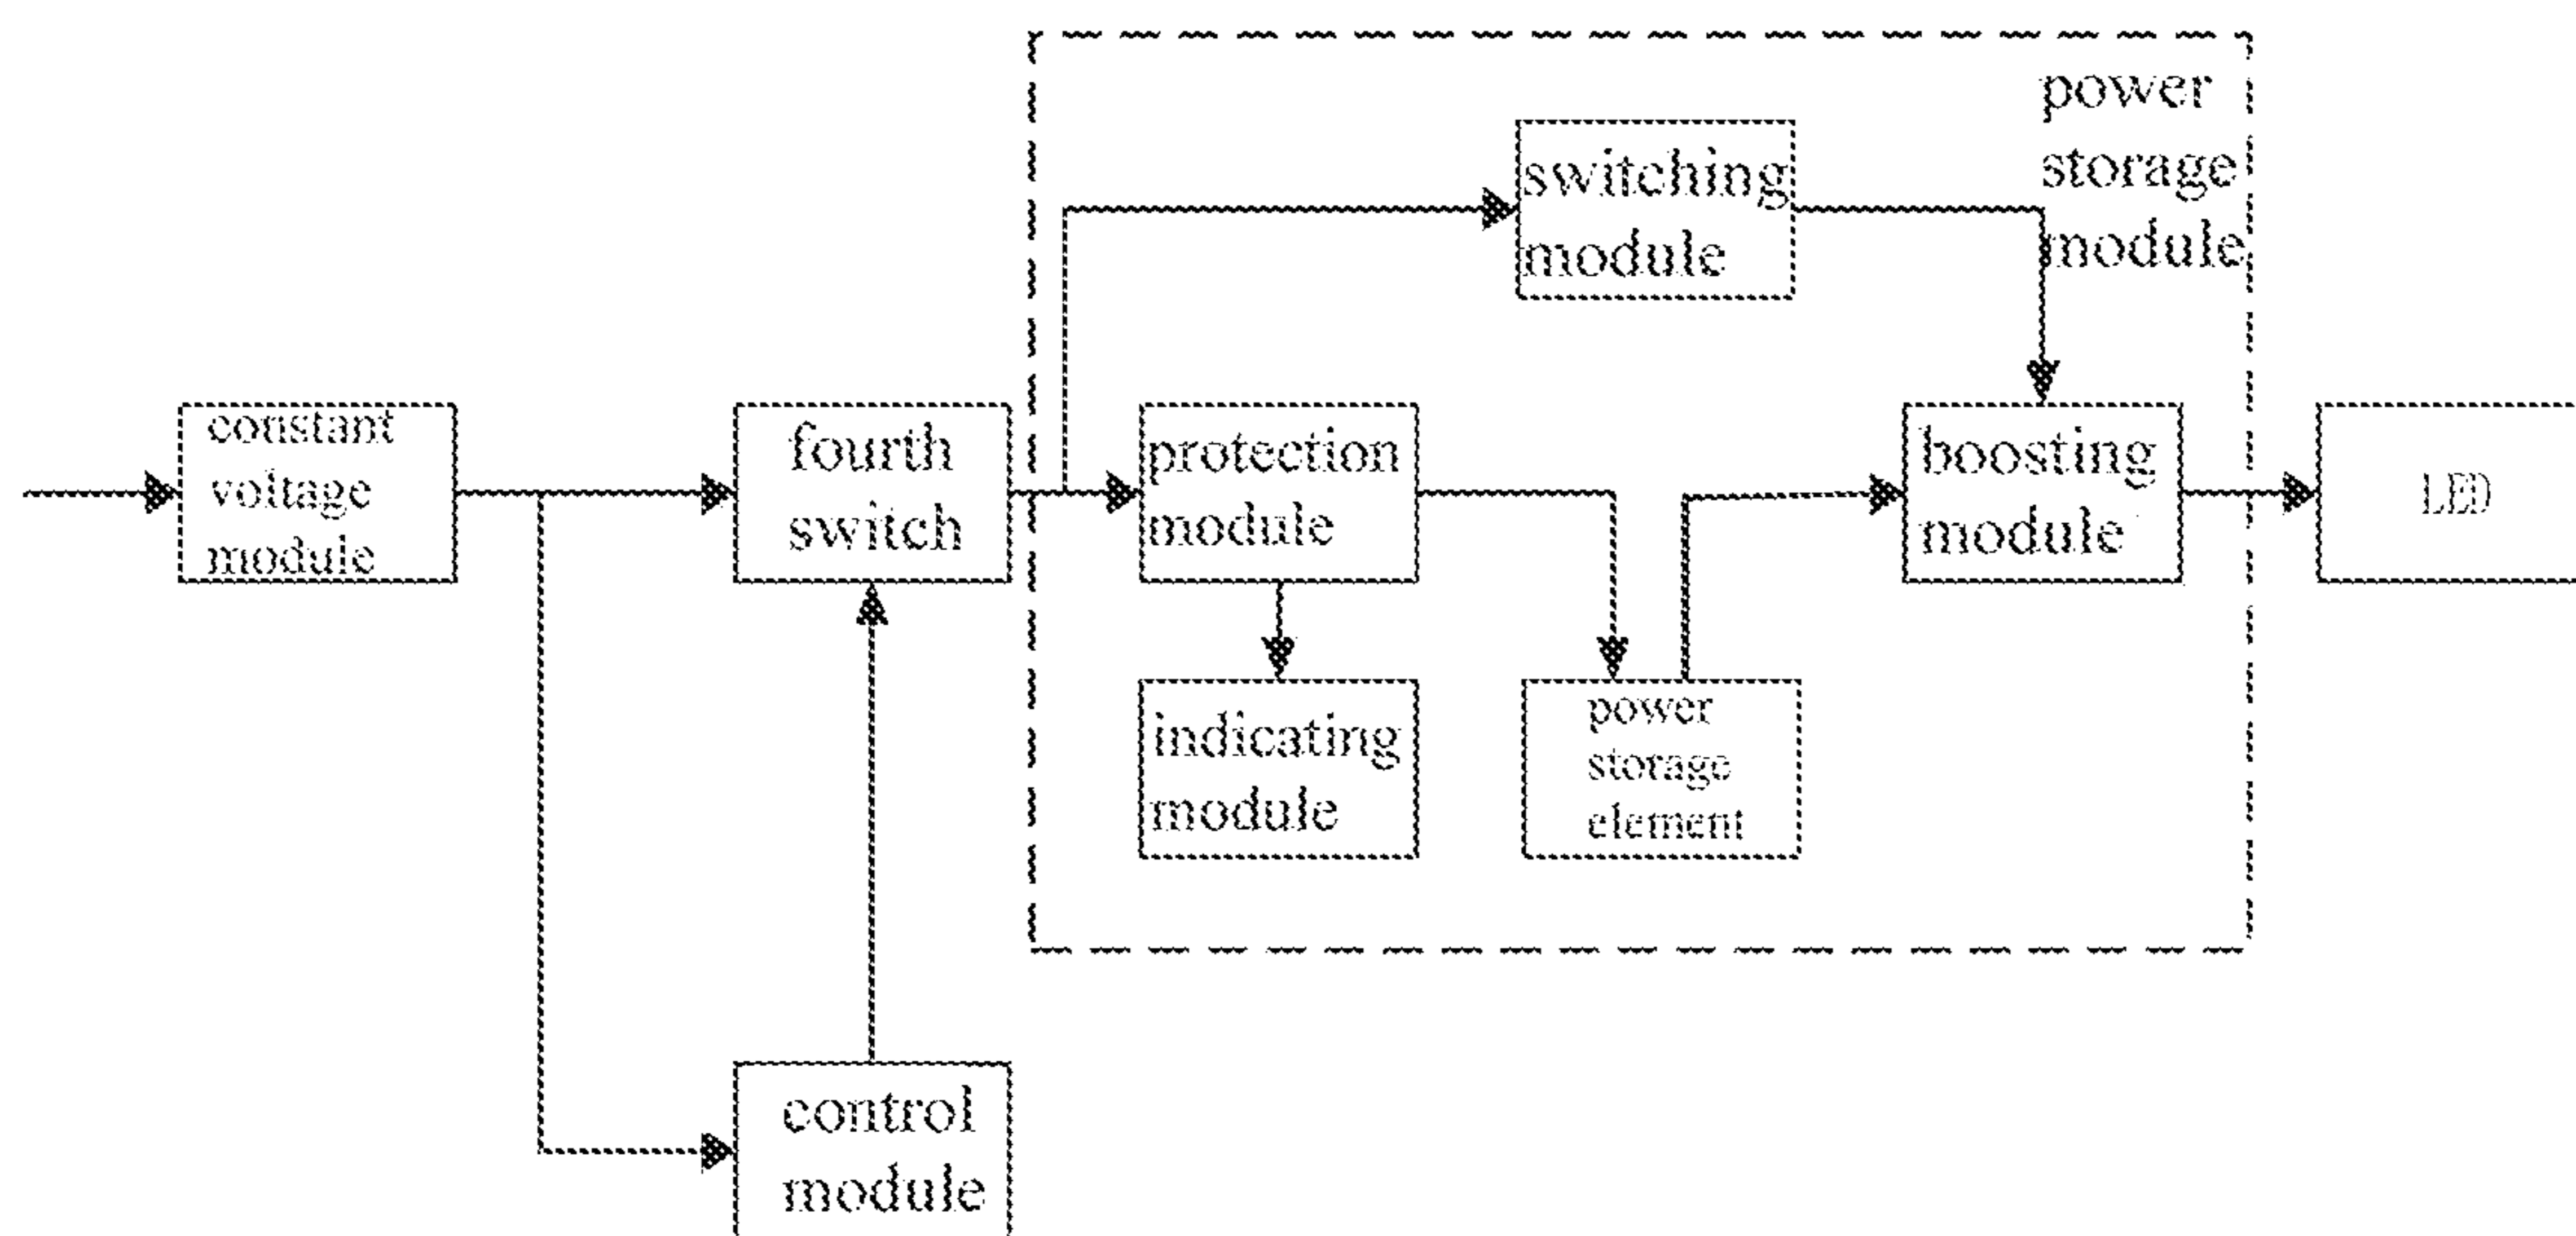 power
storage
module
switching
module
constant
voltage
module
fourth
switch
protection
module
boosting
module
LED
indicating
module
power
storage
element
control
module